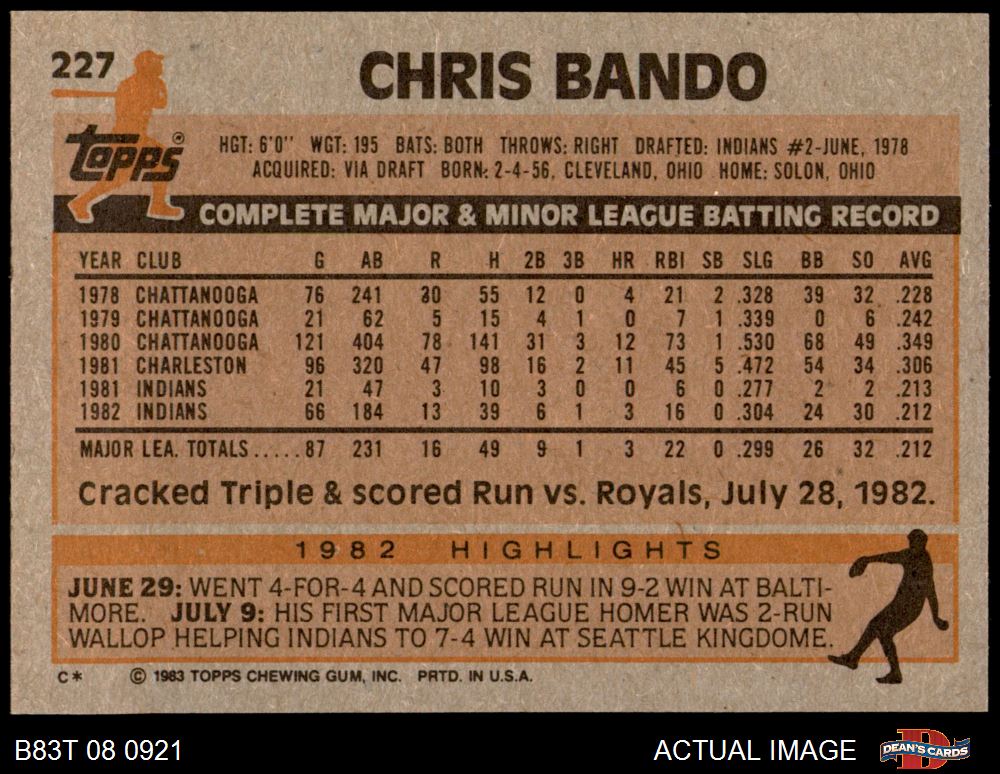 227
CHRIS BANDO
Topps®
HGT: 6'0" WGT: 195 BATS: BOTH THROWS: RIGHT DRAFTED: INDIANS #2-JUNE, 1978
ACQUIRED: VIA DRAFT BORN: 2-4-56, CLEVELAND, OHIO HOME: SOLON, OHIO
COMPLETE MAJOR & MINOR LEAGUE BATTING RECORD
YEAR CLUB G AB R H 2B 3B HR RBI SB SLG BB SO AVG
1978 CHATTANOOGA 76 241 30 55 12 0 4 21 2 .328 39 32 .228
1979 CHATTANOOGA 21 62 5 15 4 1 0 7 1 .339 0 6 .242
1980 CHATTANOOGA 121 404 78 141 31 3 12 73 1 .530 68 49 .349
1981 CHARLESTON 96 320 47 98 16 2 11 45 5 .472 54 34 .306
1981 INDIANS 21 47 3 10 3 0 0 6 0 .277 2 2 .213
1982 INDIANS 66 184 13 39 6 1 3 16 0 .304 24 30 .212
MAJOR LEA. TOTALS.....87 231 16 49 9 1 3 22 0 .299 26 32 .212
Cracked Triple & scored Run vs. Royals, July 28, 1982.
1982 HIGHLIGHTS
JUNE 29: WENT 4-FOR-4 AND SCORED RUN IN 9-2 WIN AT BALTI-
MORE. JULY 9: HIS FIRST MAJOR LEAGUE HOMER WAS 2-RUN
WALLOP HELPING INDIANS TO 7-4 WIN AT SEATTLE KINGDOME.
C* © 1983 TOPPS CHEWING GUM, INC. PRTD. IN U.S.A.
B83T 08 0921 ACTUAL IMAGE DEAN'S CARDS